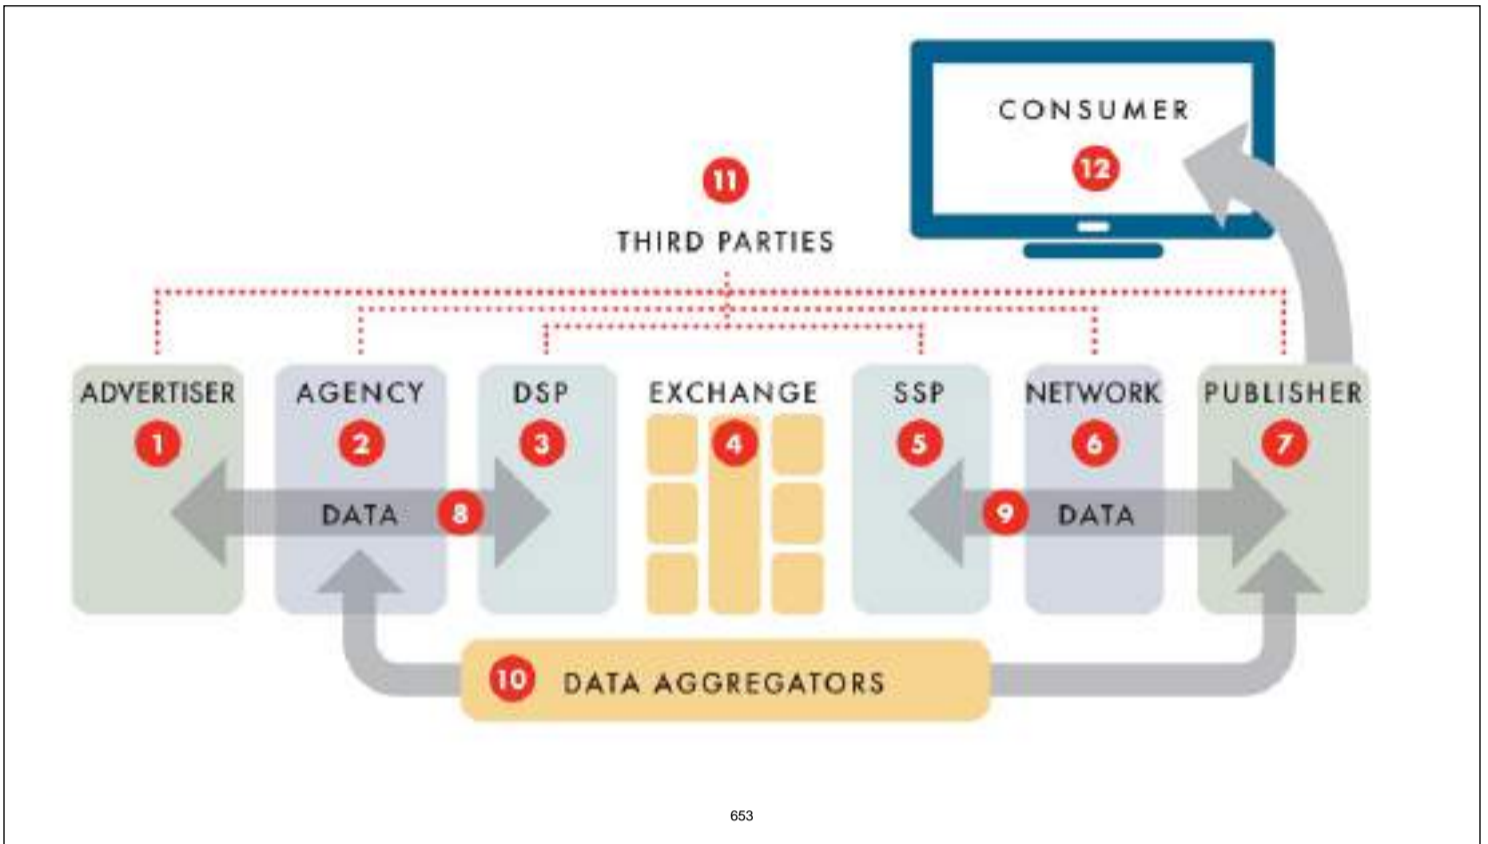 CONSUMER
12
11
THIRD PARTIES
ADVERTISER AGENCY DSP EXCHANGE SSP NETWORK PUBLISHER
1 2 3 4 5 6 7
DATA 8 9 DATA
10 DATA AGGREGATORS
653